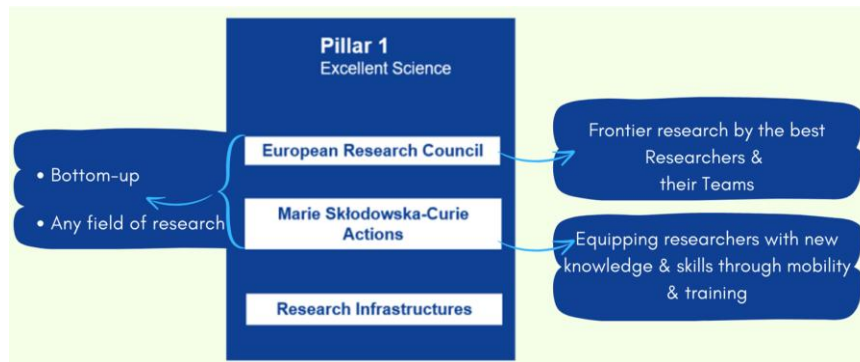 Pillar 1
Excellent Science
• Bottom-up
• Any field of research
European Research Council
Marie Skłodowska-Curie
Actions
Research Infrastructures
Frontier research by the best
Researchers &
their Teams
Equipping researchers with new
knowledge & skills through mobility
& training